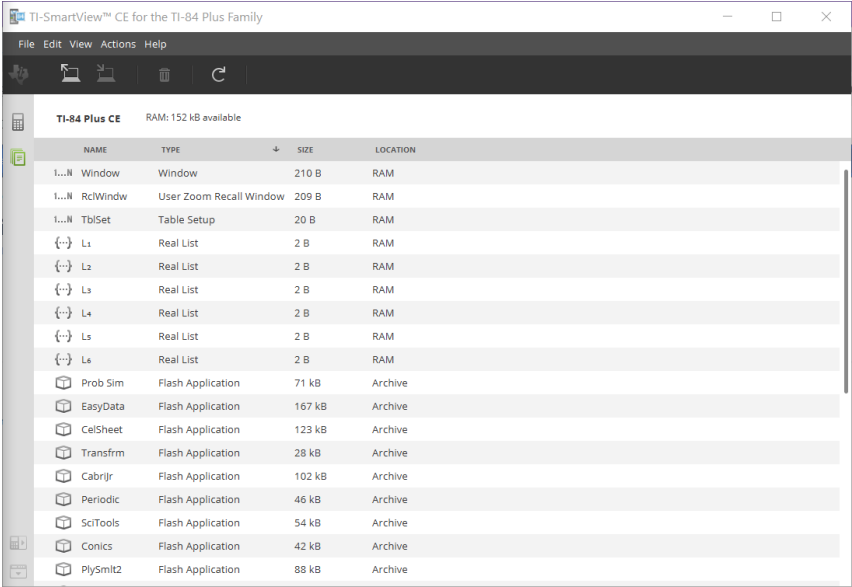 TI-SmartView™ CE for the TI-84 Plus Family
File Edit View Actions Help
TI-84 Plus CE RAM: 152 kB available
NAME TYPE SIZE LOCATION
1...N Window Window 210 B RAM
1...N RclWindw User Zoom Recall Window 209 B RAM
1...N TblSet Table Setup 20 B RAM
{···} L₁ Real List 2 B RAM
{···} L₂ Real List 2 B RAM
{···} L₃ Real List 2 B RAM
{···} L₄ Real List 2 B RAM
{···} L₅ Real List 2 B RAM
{···} L₆ Real List 2 B RAM
Prob Sim Flash Application 71 kB Archive
EasyData Flash Application 167 kB Archive
CelSheet Flash Application 123 kB Archive
Transfrm Flash Application 28 kB Archive
CabriJr Flash Application 102 kB Archive
Periodic Flash Application 46 kB Archive
SciTools Flash Application 54 kB Archive
Conics Flash Application 42 kB Archive
PlySmlt2 Flash Application 88 kB Archive